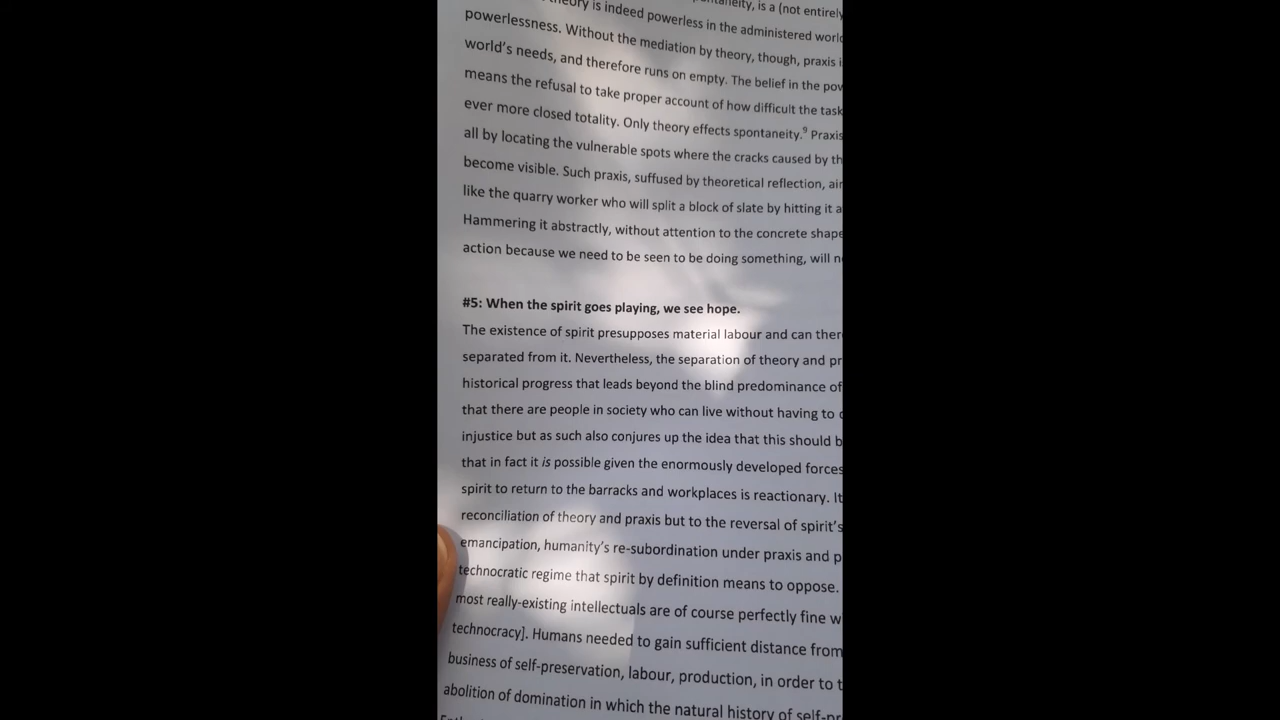 is indeed powerless in the administered
powerlessness. Without the mediation by theory, though, praxis
world's needs, and therefore runs on empty. The belief in the
means the refusal to take proper account of how difficult the task
ever more closed totality. Only theory effects spontaneity.⁹ Praxis
all by locating the vulnerable spots where the cracks caused by
become visible. Such praxis, suffused by theoretical reflection,
like the quarry worker who will split a block of slate by hitting it
Hammering it abstractly, without attention to the concrete shape
action because we need to be seen to be doing something, will
#5: When the spirit goes playing, we see hope.
The existence of spirit presupposes material labour and can
separated from it. Nevertheless, the separation of theory and
historical progress that leads beyond the blind predominance of
that there are people in society who can live without having to
injustice but as such also conjures up the idea that this should
that in fact it is possible given the enormously developed forces
spirit to return to the barracks and workplaces is reactionary. It
reconciliation of theory and praxis but to the reversal of spirit's
emancipation, humanity's re-subordination under praxis and
technocratic regime that spirit by definition means to oppose.
most really-existing intellectuals are of course perfectly fine
technocracy]. Humans needed to gain sufficient distance from
business of self-preservation, labour, production, in order to
abolition of domination in which the natural history of